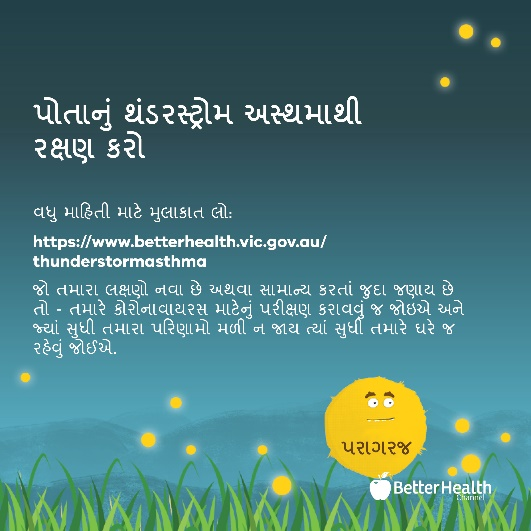 પોતાનું થંડરસ્ટ્રોમ અસ્થમાથી
રક્ષણ કરો
વધુ માહિતી માટે મુલાકાત લો:
https://www.betterhealth.vic.gov.au/
thunderstormasthma
જો તમારા લક્ષણો નવા છે અથવા સામાન્ય કરતાં જુદા જણાય છે
તો - તમારે કોરોનાવાયરસ માટેનું પરીક્ષણ કરાવવું જ જોઇએ અને
જ્યાં સુધી તમારા પરિણામો મળી ન જાય ત્યાં સુધી તમારે ઘરે જ
રહેવું જોઈએ.
પરાગરજ
BetterHealth
Channel